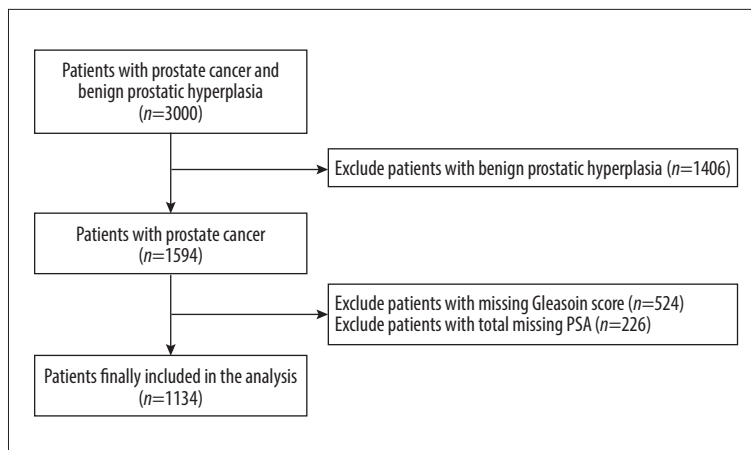 Patients with prostate cancer and
benign prostatic hyperplasia
(n=3000)
Exclude patients with benign prostatic hyperplasia (n=1406)
Patients with prostate cancer
(n=1594)
Exclude patients with missing Gleasoin score (n=524)
Exclude patients with total missing PSA (n=226)
Patients finally included in the analysis
(n=1134)